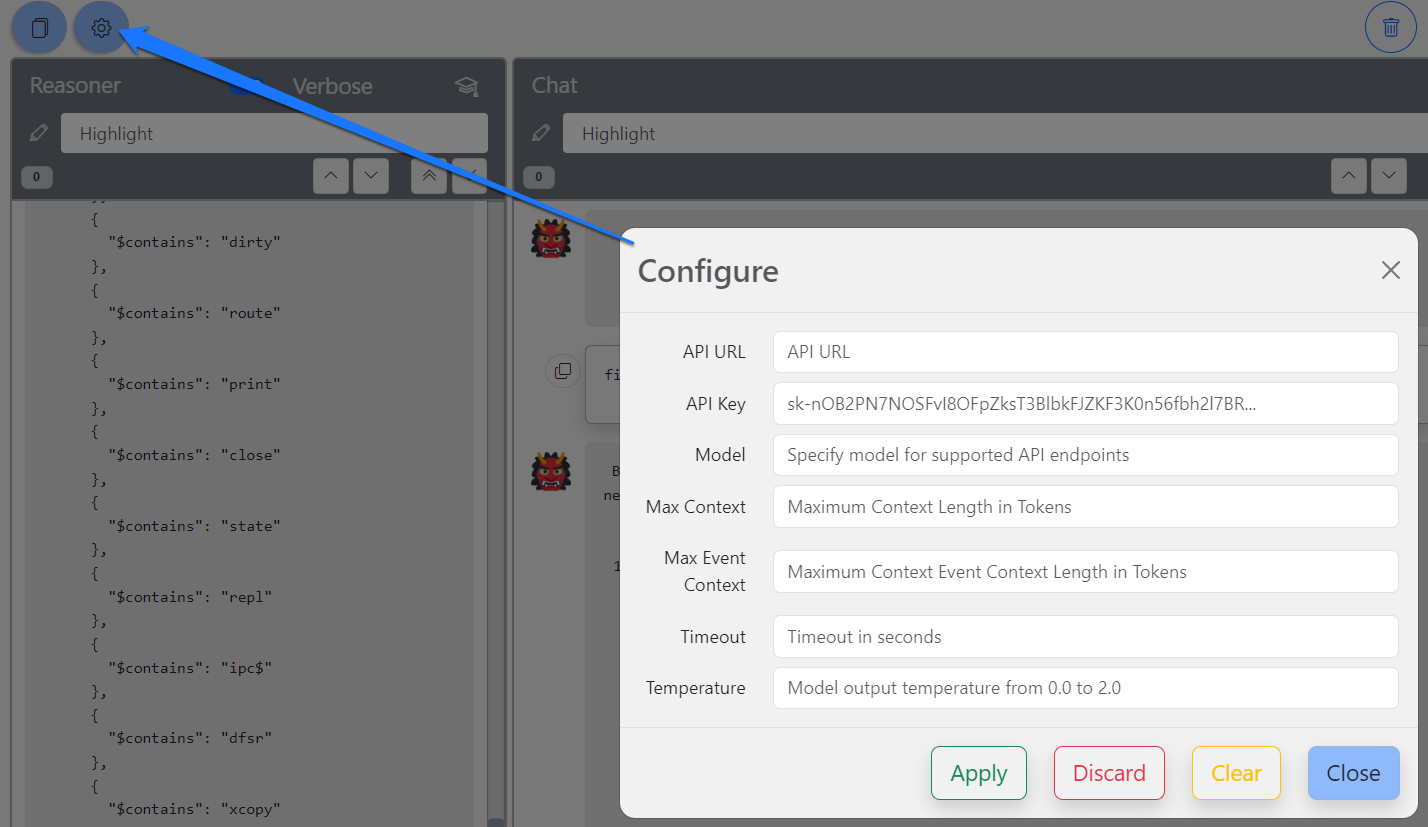 Reasoner
Verbose
Highlight
0
{
"$contains": "dirty"
},
{
"$contains": "route"
},
{
"$contains": "print"
},
{
"$contains": "close"
},
{
"$contains": "state"
},
{
"$contains": "repl"
},
{
"$contains": "ipc$"
},
{
"$contains": "dfsr"
},
{
"$contains": "xcopy"
Chat
Highlight
0
fi
B
ne
1
Configure
API URL
API URL
API Key
sk-nOB2PN7NOSFvI8OFpZksT3BlbkFJZKF3K0n56fbh2l7BR...
Model
Specify model for supported API endpoints
Max Context
Maximum Context Length in Tokens
Max Event
Context
Maximum Context Event Context Length in Tokens
Timeout
Timeout in seconds
Temperature
Model output temperature from 0.0 to 2.0
Apply
Discard
Clear
Close